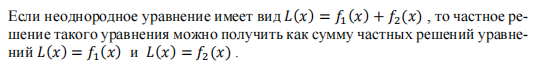 Если неоднородное уравнение имеет вид L(x) = f₁(x) + f₂(x) , то частное ре-
шение такого уравнения можно получить как сумму частных решений уравне-
ний L(x) = f₁(x) и L(x) = f₂(x) .